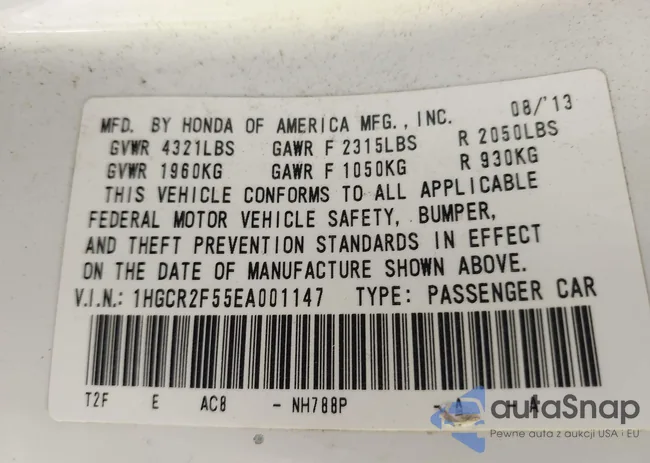 MFD. BY HONDA OF AMERICA MFG., INC. 08/'13
GVWR 4321LBS GAWR F 2315LBS R 2050LBS
GVWR 1960KG GAWR F 1050KG R 930KG
THIS VEHICLE CONFORMS TO ALL APPLICABLE
FEDERAL MOTOR VEHICLE SAFETY, BUMPER,
AND THEFT PREVENTION STANDARDS IN EFFECT
ON THE DATE OF MANUFACTURE SHOWN ABOVE.
V.I.N.: 1HGCR2F55EA001147 TYPE: PASSENGER CAR
T2F E AC8 - NH788P - A - A
autoSnap
Pewne auta z aukcji USA i EU